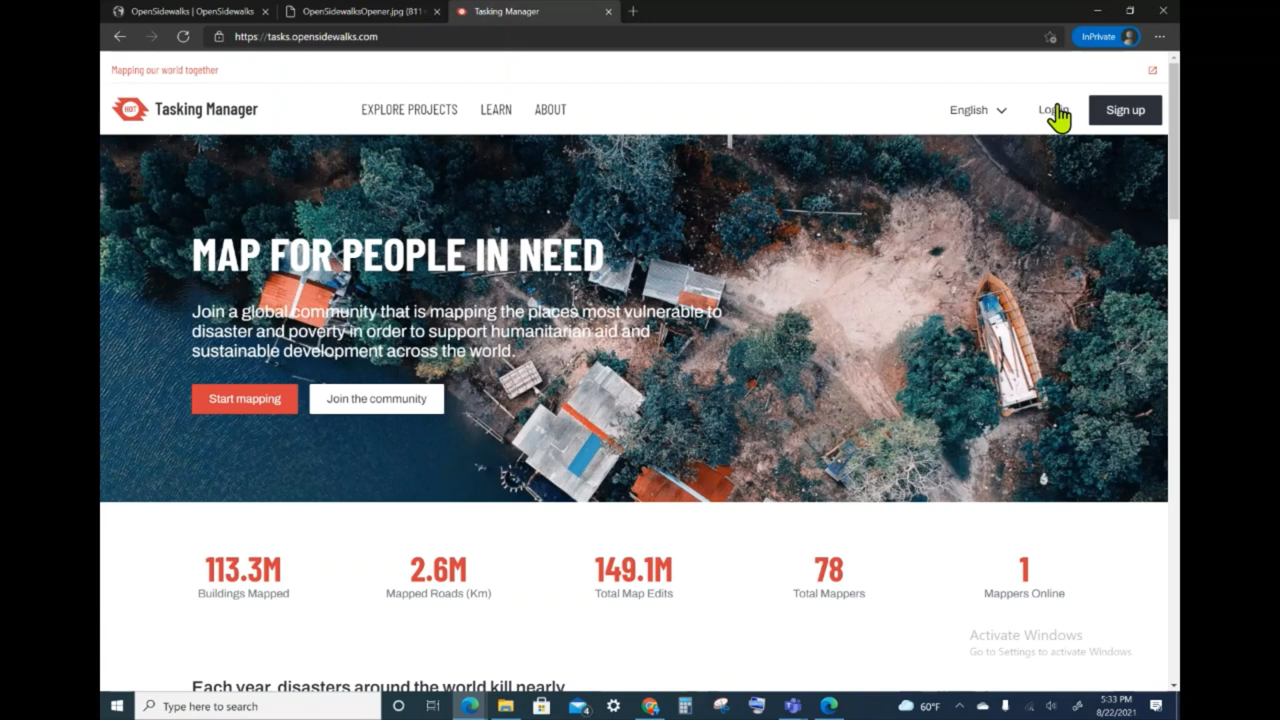 OpenSidewalks | OpenSidewalks
OpenSidewalksOpener.jpg (811
Tasking Manager
https://tasks.opensidewalks.com
InPrivate
Mapping our world together
HOT
Tasking Manager
EXPLORE PROJECTS
LEARN
ABOUT
English
Sign up
MAP FOR PEOPLE IN NEED
Join a global community that is mapping the places most vulnerable to
disaster and poverty in order to support humanitarian aid and
sustainable development across the world.
Start mapping
Join the community
113.3M
Buildings Mapped
2.6M
Mapped Roads (Km)
149.1M
Total Map Edits
78
Total Mappers
1
Mappers Online
Activate Windows
Go to Settings to activate Windows.
Each year, disasters around the world kill nearly
Type here to search
4
60°F
5:33 PM
8/22/2021